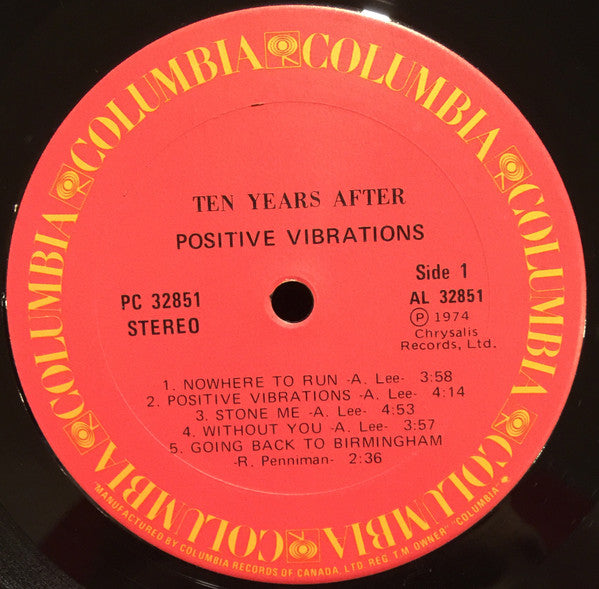 COLUMBIA COLUMBIA COLUMBIA COLUMBIA COLUMBIA COLUMBIA
TEN YEARS AFTER
POSITIVE VIBRATIONS
Side 1
PC 32851
STEREO
AL 32851
Ⓟ 1974
Chrysalis
Records, Ltd.
1. NOWHERE TO RUN -A. Lee- 3:58
2. POSITIVE VIBRATIONS -A. Lee- 4:14
3. STONE ME -A. Lee- 4:53
4. WITHOUT YOU -A. Lee- 3:57
5. GOING BACK TO BIRMINGHAM
-R. Penniman- 2:36
"MANUFACTURED BY COLUMBIA RECORDS OF CANADA, LTD. REG. T.M. OWNER" "COLUMBIA"